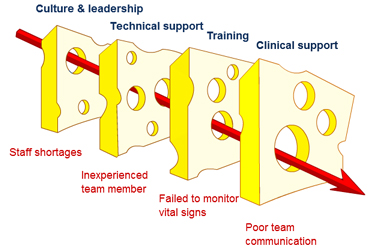 Culture & leadership
Technical support
Training
Clinical support
Staff shortages
Inexperienced
team member
Failed to monitor
vital signs
Poor team
communication